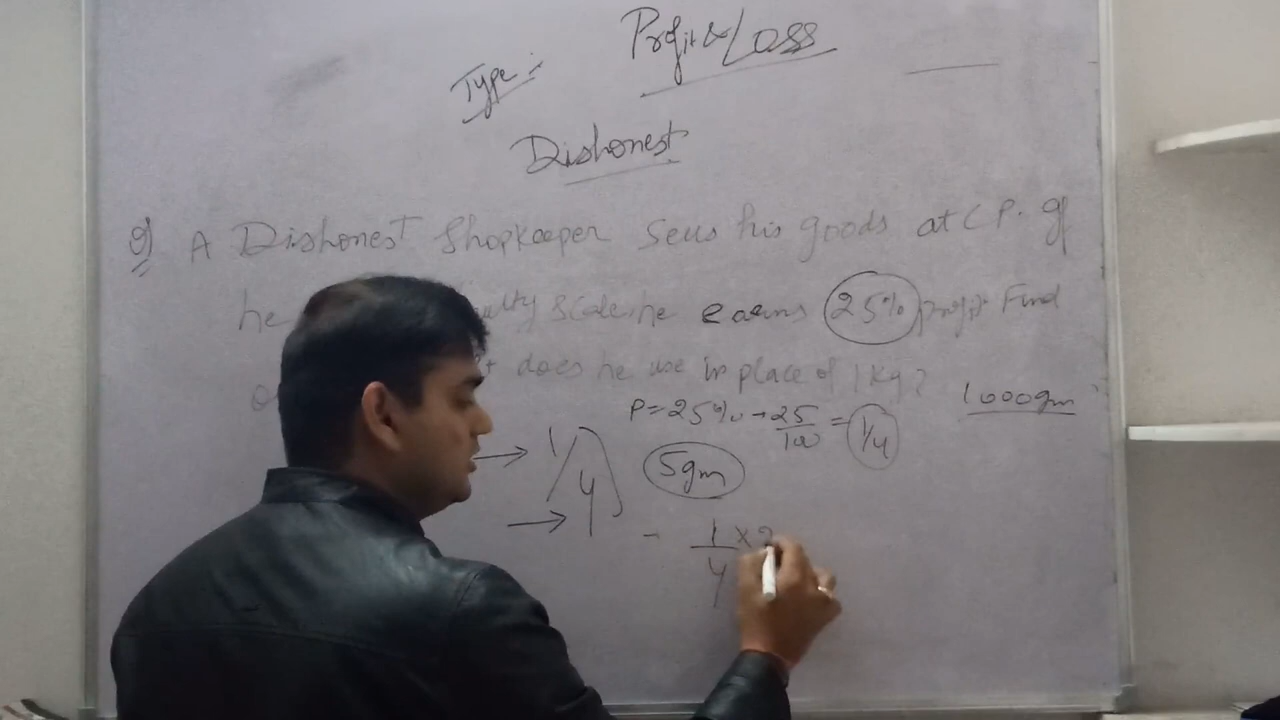 Profit & Loss
Type :-
Dishonest
Q A Dishonest Shopkeeper Sells his goods at C P. If
he ulty Scale, he earns 25% profit. Find
does he use in place of 1 Kg?
1000gm
P = 25% → 25/100 = 1/4
1/4 5gm
1/4 ×